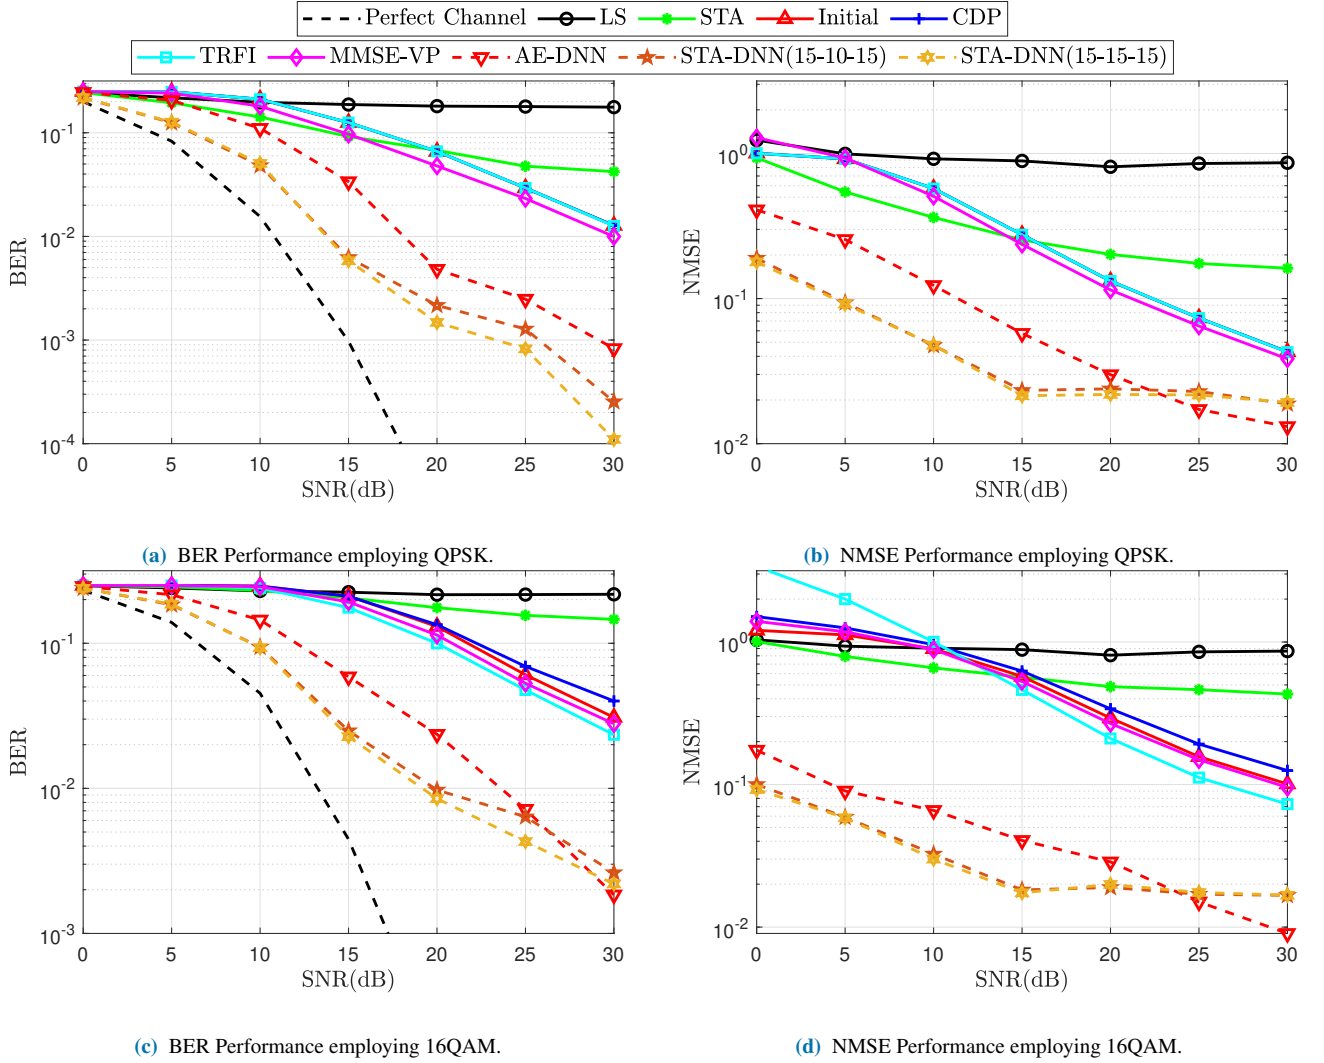 Perfect Channel LS STA Initial CDP
TRFI MMSE-VP AE-DNN STA-DNN(15-10-15) STA-DNN(15-15-15)
10^-1
10^-2
10^-3
10^-4
BER
0 5 10 15 20 25 30
SNR(dB)
(a) BER Performance employing QPSK.
10^0
10^-1
10^-2
NMSE
0 5 10 15 20 25 30
SNR(dB)
(b) NMSE Performance employing QPSK.
10^-1
10^-2
10^-3
BER
0 5 10 15 20 25 30
SNR(dB)
(c) BER Performance employing 16QAM.
10^0
10^-1
10^-2
NMSE
0 5 10 15 20 25 30
SNR(dB)
(d) NMSE Performance employing 16QAM.